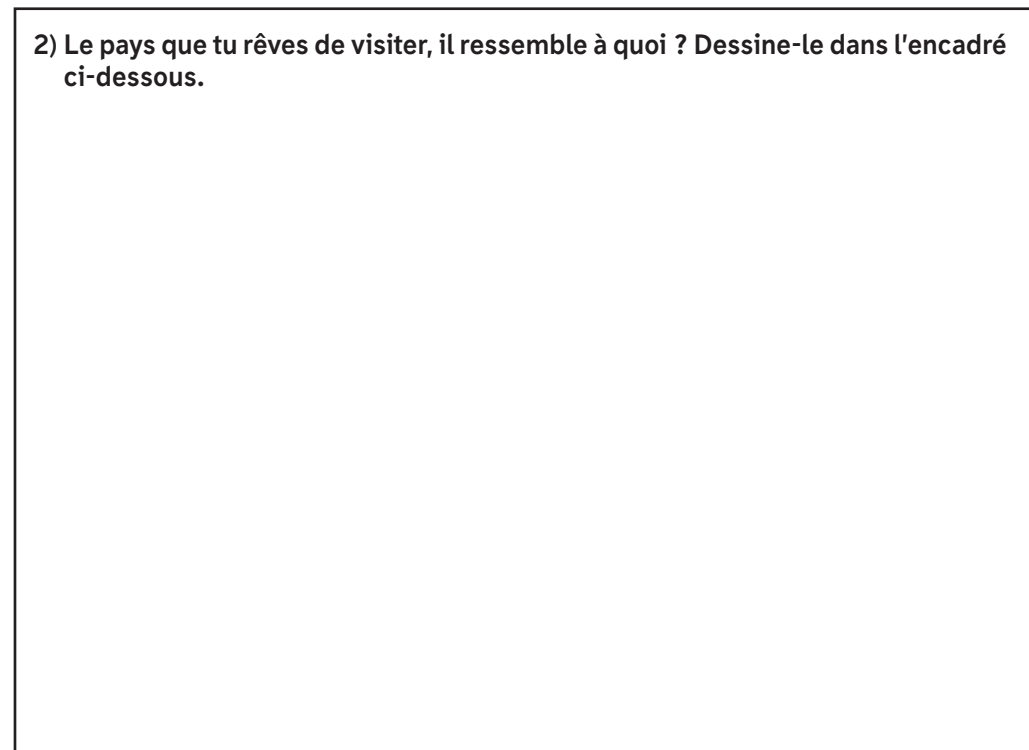 2) Le pays que tu rêves de visiter, il ressemble à quoi ? Dessine-le dans l'encadré
ci-dessous.